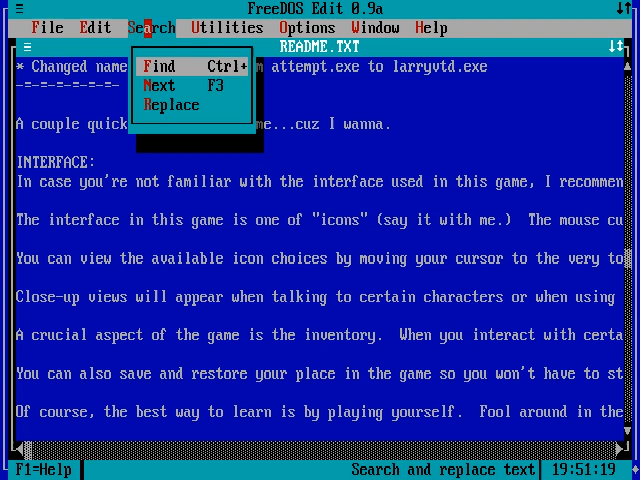 FreeDOS Edit 0.9a
File Edit Search Utilities Options Window Help
README.TXT
* Changed name m attempt.exe to larryvtd.exe
-=-=-=-=-=-=-
Find Ctrl+
Next F3
Replace
A couple quick me...cuz I wanna.
INTERFACE:
In case you're not familiar with the interface used in this game, I recommen
The interface in this game is one of "icons" (say it with me.) The mouse cu
You can view the available icon choices by moving your cursor to the very to
Close-up views will appear when talking to certain characters or when using
A crucial aspect of the game is the inventory. When you interact with certa
You can also save and restore your place in the game so you won't have to st
Of course, the best way to learn is by playing yourself. Fool around in the
F1=Help Search and replace text 19:51:19